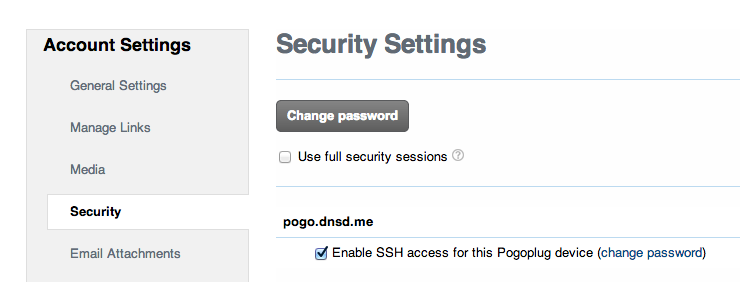 Account Settings
General Settings
Manage Links
Media
Security
Email Attachments
Security Settings
Change password
Use full security sessions ?
pogo.dnsd.me
Enable SSH access for this Pogoplug device (change password)